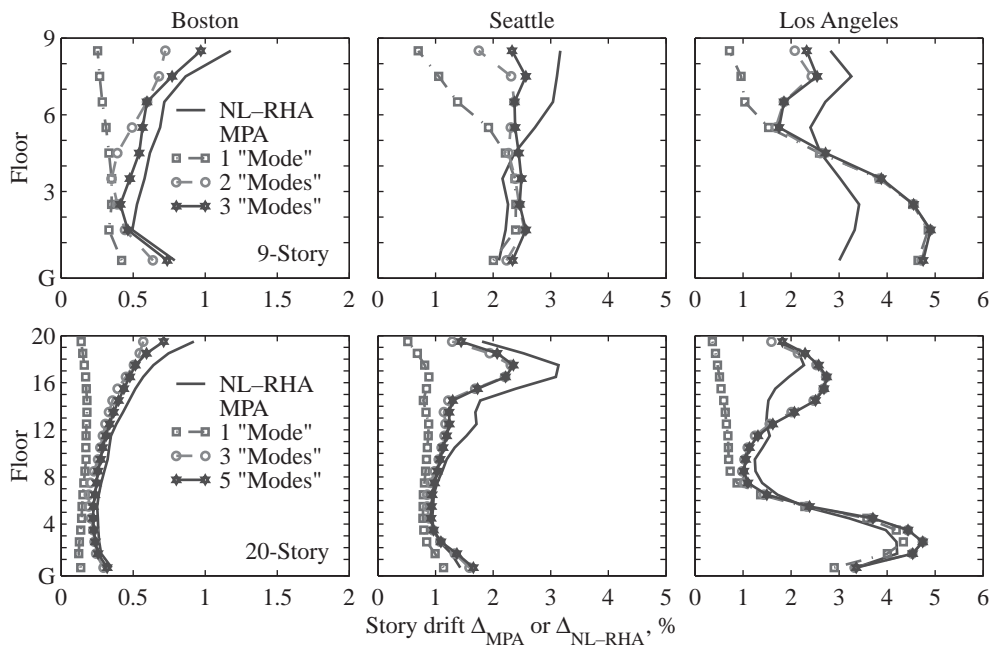 Boston Seattle Los Angeles
9
6
3
G
Floor
NL–RHA
MPA
1 "Mode"
2 "Modes"
3 "Modes"
9-Story
0 0.5 1 1.5 2
0 1 2 3 4 5
0 1 2 3 4 5 6
20
16
12
8
4
G
Floor
NL–RHA
MPA
1 "Mode"
3 "Modes"
5 "Modes"
20-Story
0 0.5 1 1.5 2
0 1 2 3 4 5
0 1 2 3 4 5 6
Story drift Δ_MPA or Δ_NL–RHA, %